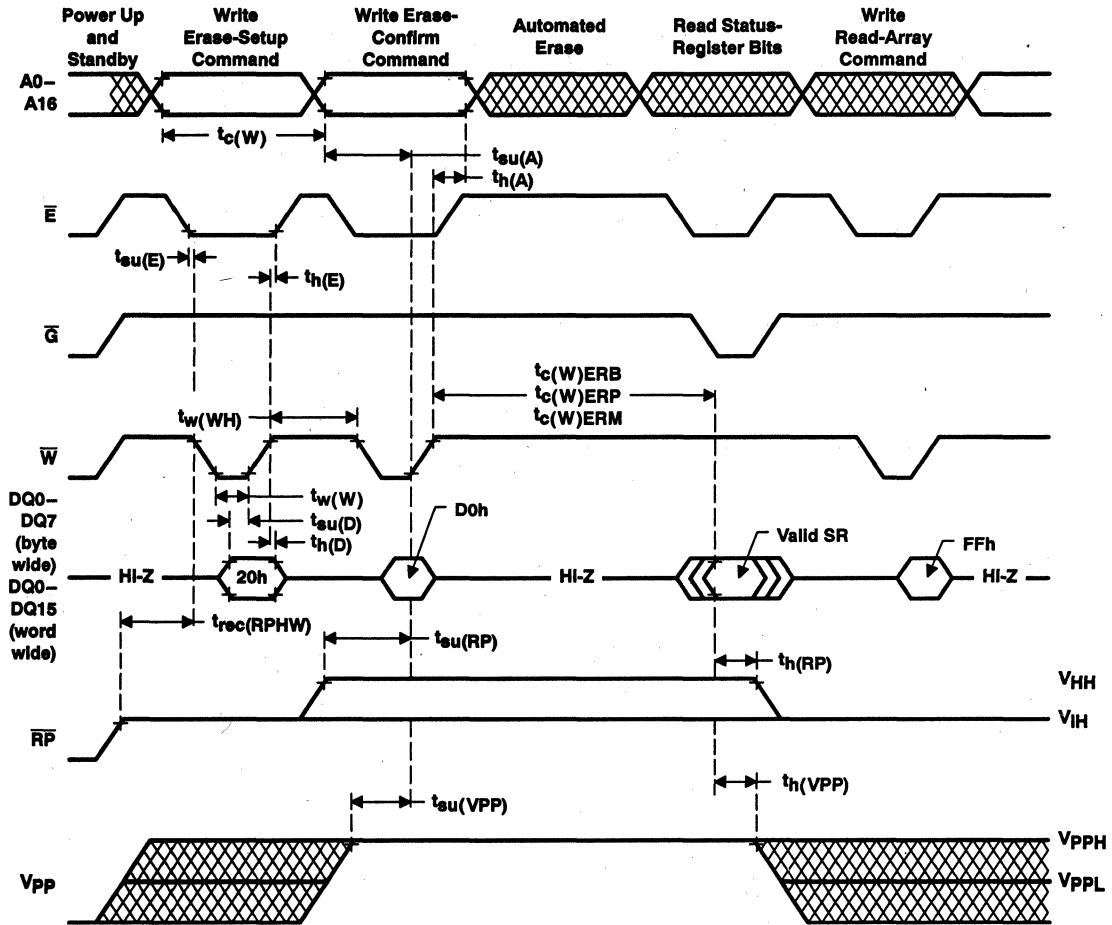 Power Up
and
Standby
Write
Erase-Setup
Command
Write Erase-
Confirm
Command
Automated
Erase
Read Status-
Register Bits
Write
Read-Array
Command
A0–
A16
tc(W)
tsu(A)
th(A)
E
tsu(E)
th(E)
G
tc(W)ERB
tc(W)ERP
tc(W)ERM
tw(WH)
W
DQ0–
DQ7
(byte
wide)
DQ0–
DQ15
(word
wide)
tw(W)
tsu(D)
th(D)
D0h
Valid SR
FFh
HI-Z
20h
HI-Z
HI-Z
trec(RPHW)
tsu(RP)
th(RP)
VHH
VIH
RP
tsu(VPP)
th(VPP)
VPP
VPPH
VPPL